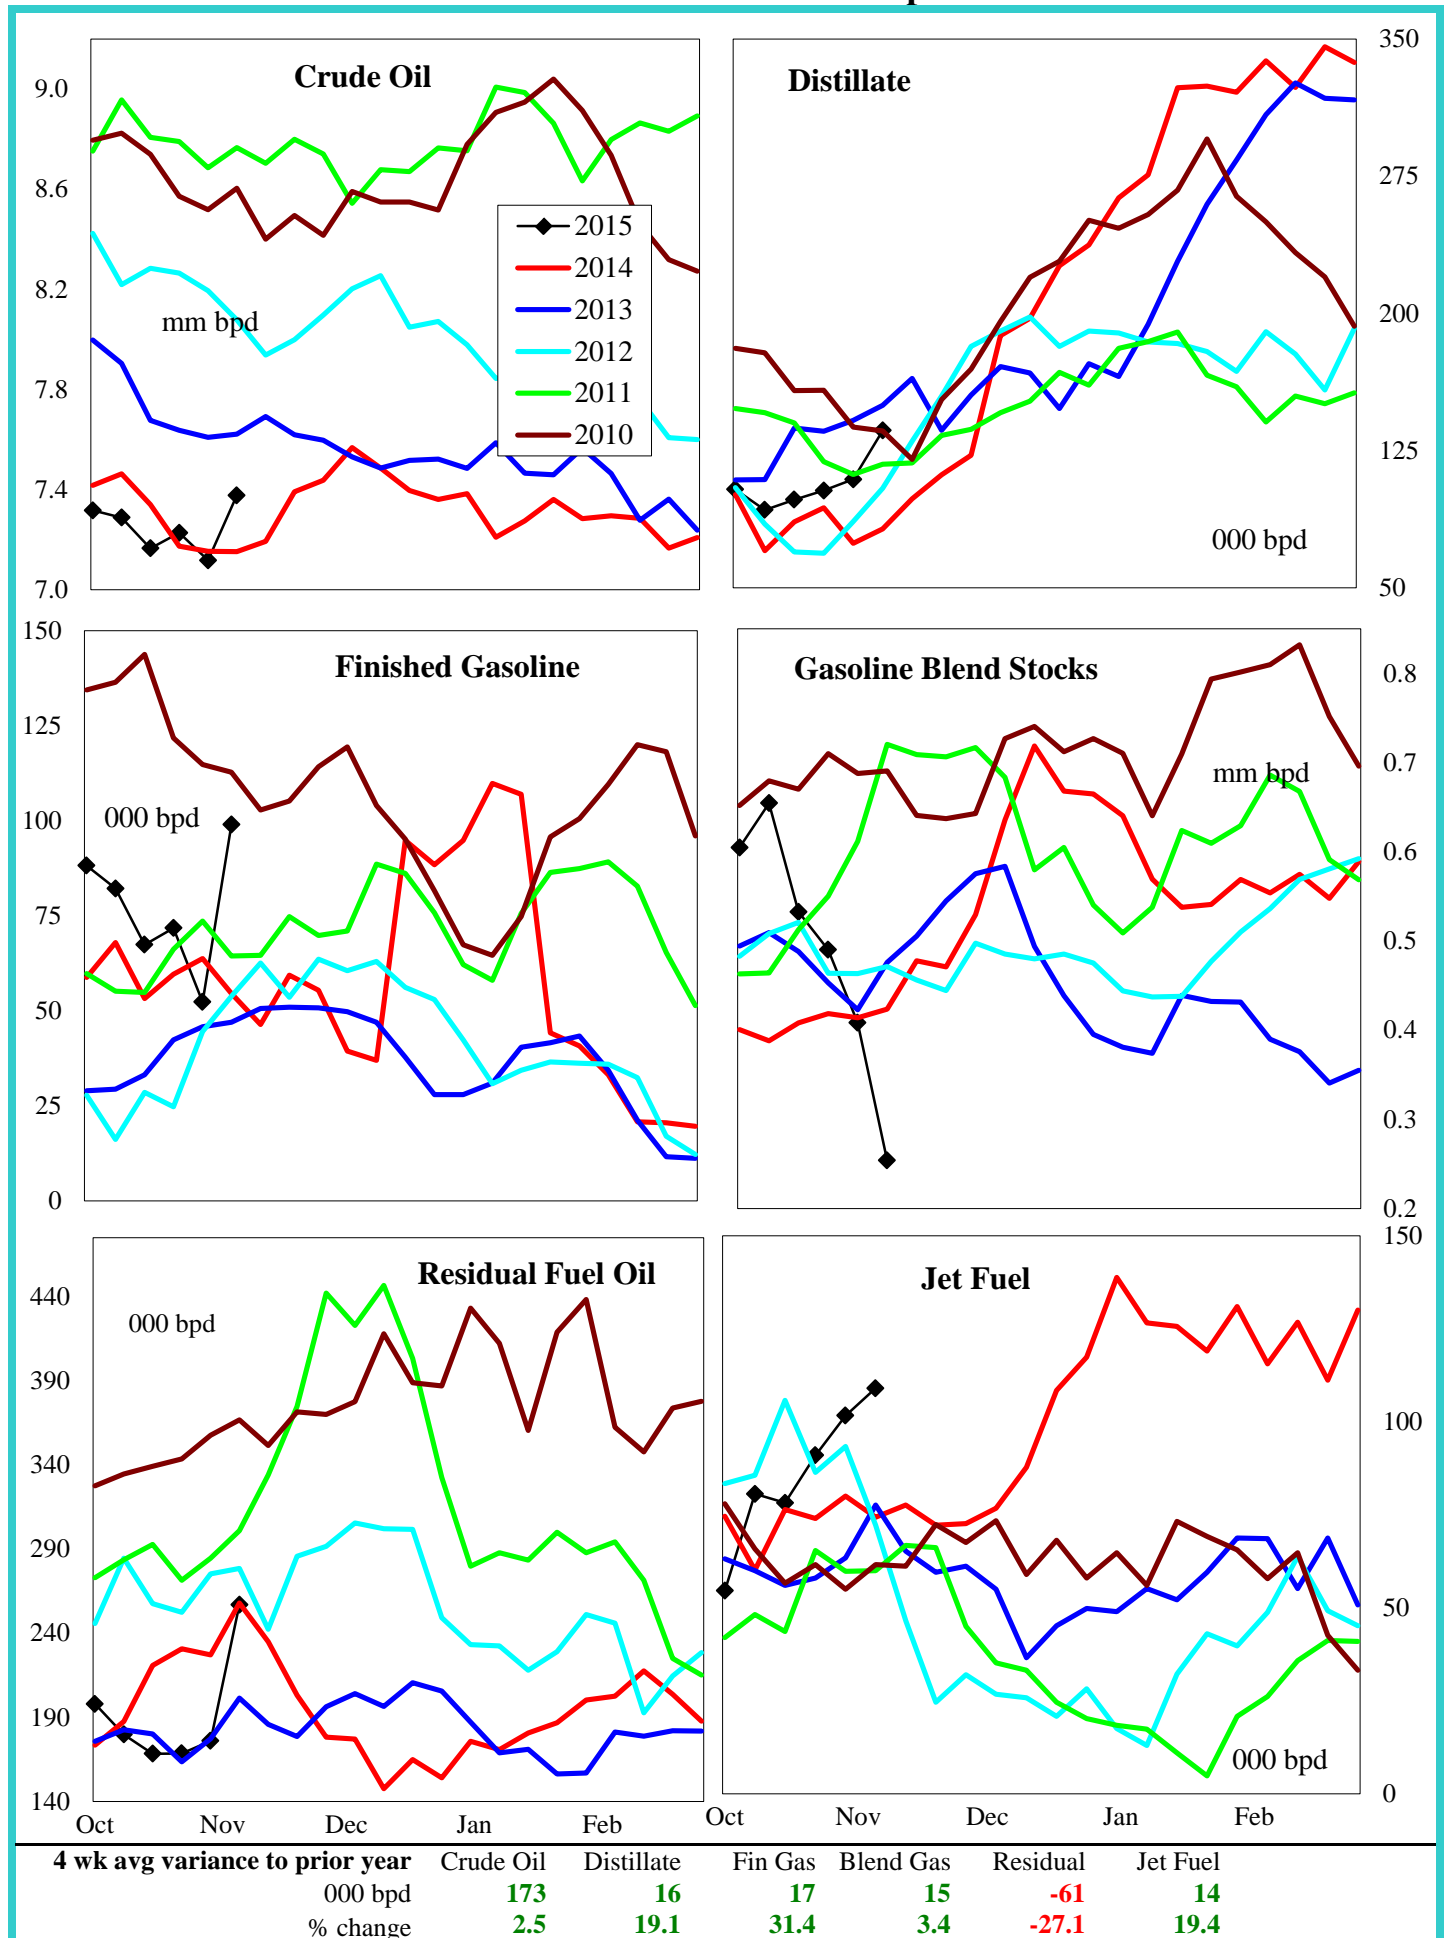 Crude Oil
Distillate
9.0
8.6
8.2
7.8
7.4
7.0
mm bpd
2015
2014
2013
2012
2011
2010
350
275
200
125
50
000 bpd
Finished Gasoline
Gasoline Blend Stocks
150
125
100
75
50
25
0
000 bpd
mm bpd
0.8
0.7
0.6
0.5
0.4
0.3
0.2
Residual Fuel Oil
Jet Fuel
000 bpd
440
390
340
290
240
190
140
150
100
50
0
000 bpd
Oct Nov Dec Jan Feb
Oct Nov Dec Jan Feb
4 wk avg variance to prior year Crude Oil Distillate Fin Gas Blend Gas Residual Jet Fuel
000 bpd 173 16 17 15 -61 14
% change 2.5 19.1 31.4 3.4 -27.1 19.4